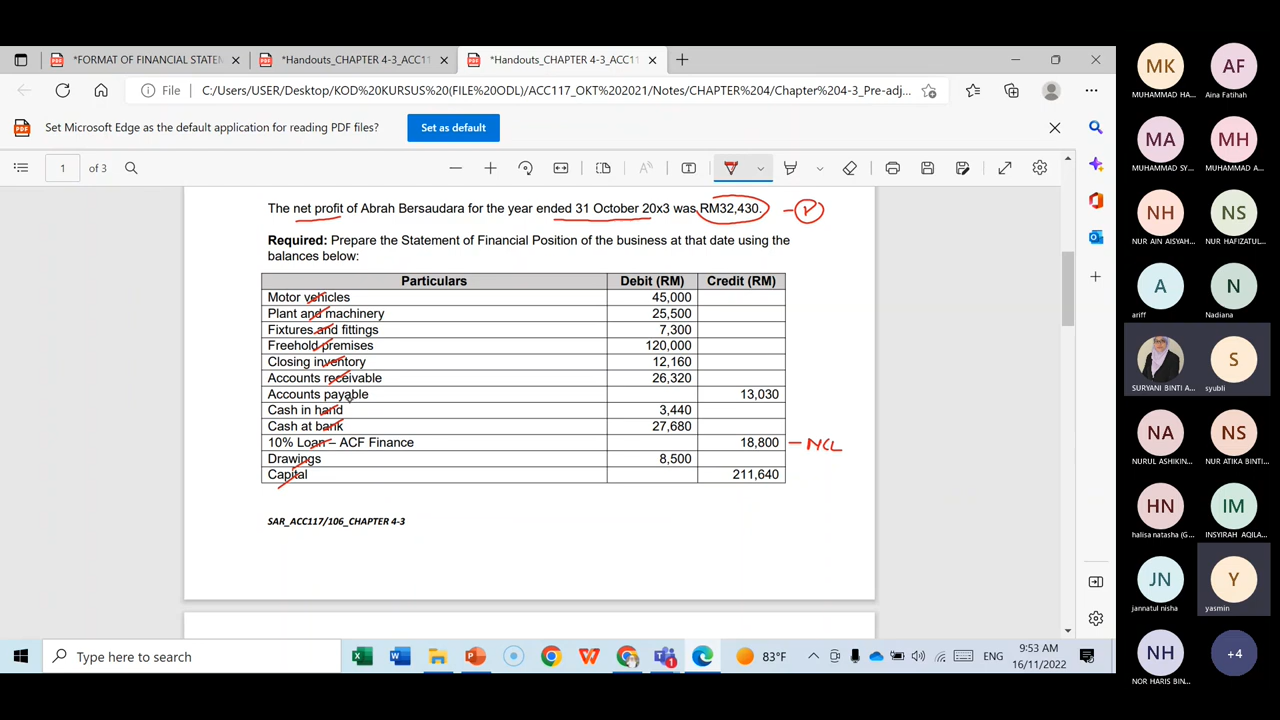 *FORMAT OF FINANCIAL STATEN
*Handouts_CHAPTER 4-3_ACC11
*Handouts_CHAPTER 4-3_ACC1
File
C:/Users/USER/Desktop/KOD%20KURSUS%20(FILE%20ODL)/ACC117_OKT%202021/Notes/CHAPTER%204/Chapter%204-3_Pre-adj...
Set Microsoft Edge as the default application for reading PDF files?
Set as default
1 of 3
The net profit of Abrah Bersaudara for the year ended 31 October 20x3 was RM32,430.
Required: Prepare the Statement of Financial Position of the business at that date using the
balances below:
Particulars Debit (RM) Credit (RM)
Motor vehicles 45,000
Plant and machinery 25,500
Fixtures and fittings 7,300
Freehold premises 120,000
Closing inventory 12,160
Accounts receivable 26,320
Accounts payable 13,030
Cash in hand 3,440
Cash at bank 27,680
10% Loan – ACF Finance 18,800 – NCL
Drawings 8,500
Capital 211,640
SAR_ACC117/106_CHAPTER 4-3
Type here to search
83°F
ENG
9:53 AM
16/11/2022
MK
MUHAMMAD HA...
AF
Aina Fatihah
MA
MUHAMMAD SY...
MH
MUHAMMAD A...
NH
NUR AIN AISYAH...
NS
NUR HAFIZATUL...
A
ariff
N
Nadiana
SURYANI BINTI A...
S
syubli
NA
NURUL ASHIKIN...
NS
NUR ATIKA BINTI...
HN
halisa natasha (G...
IM
INSYIRAH AQILA...
JN
jannatul nisha
Y
yasmin
NH
NOR HARIS BIN...
+4